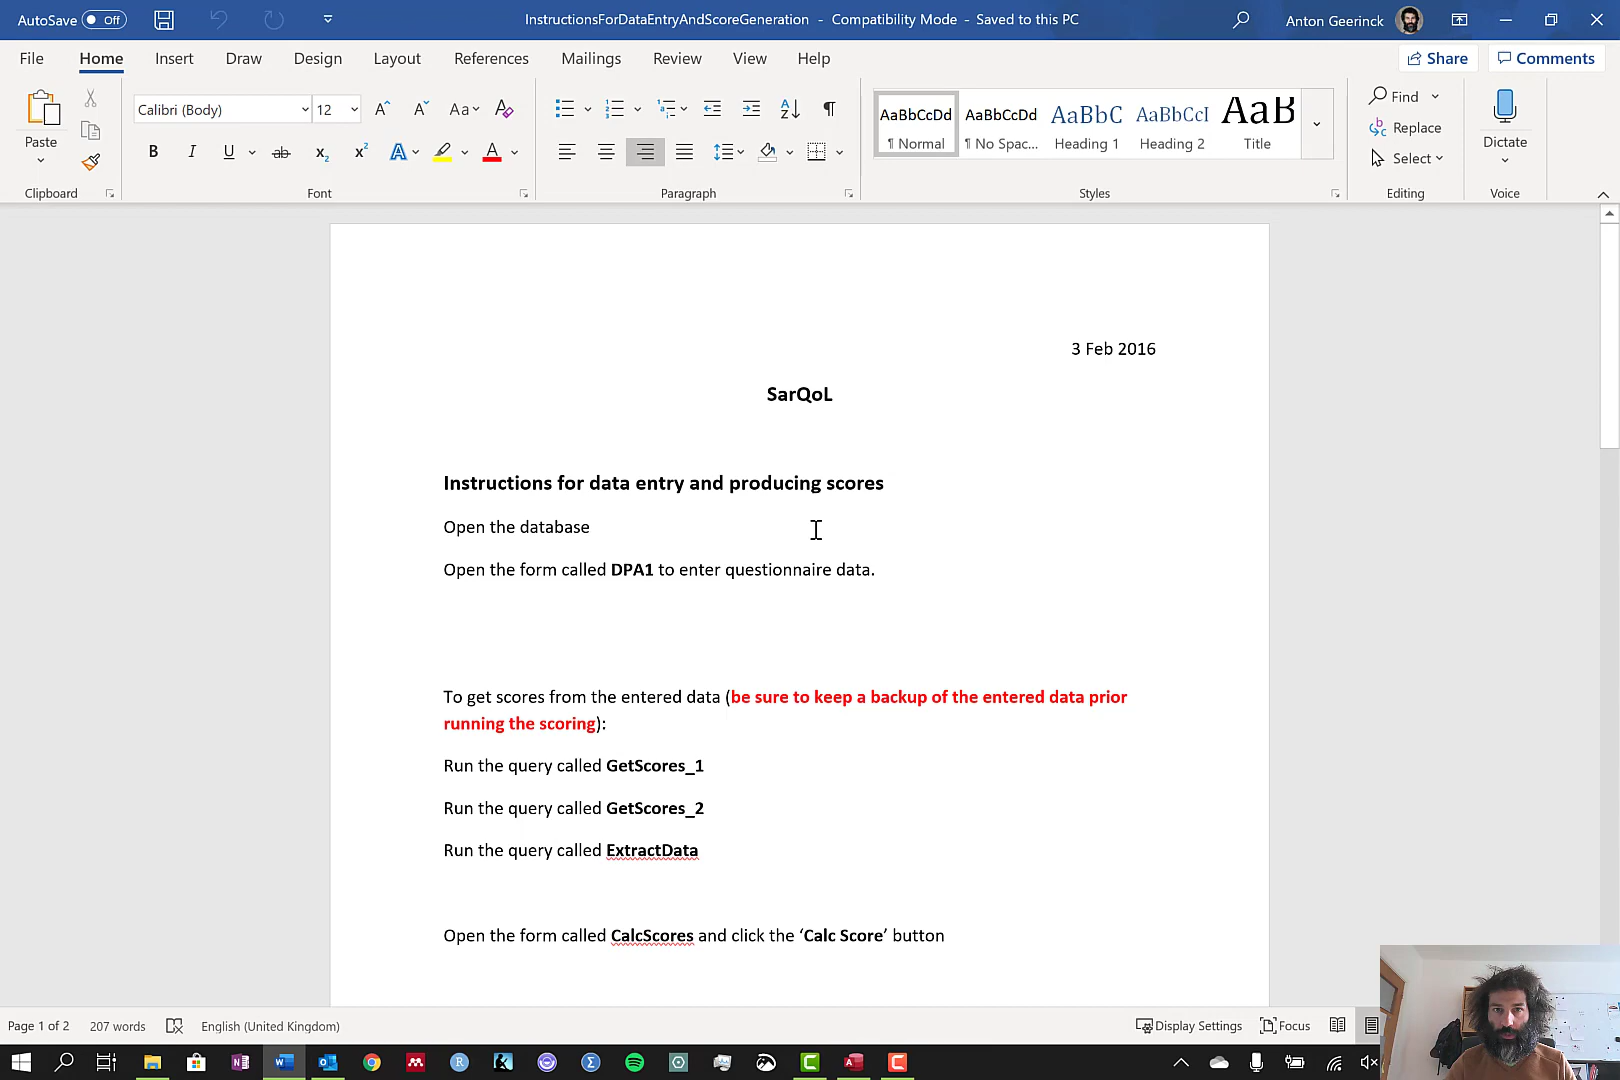 AutoSave Off
InstructionsForDataEntryAndScoreGeneration - Compatibility Mode - Saved to this PC
Anton Geerinck
File Home Insert Draw Design Layout References Mailings Review View Help
Share Comments
Paste
Clipboard
Calibri (Body) 12
Aa
B I U ab x₂ x² A A
Font
Paragraph
AaBbCcDd AaBbCcDd AaBbC AaBbCcI AaB
¶ Normal ¶ No Spac... Heading 1 Heading 2 Title
Styles
Find
Replace
Select
Editing
Dictate
Voice
3 Feb 2016
SarQoL
Instructions for data entry and producing scores
Open the database
Open the form called DPA1 to enter questionnaire data.
To get scores from the entered data (be sure to keep a backup of the entered data prior
running the scoring):
Run the query called GetScores_1
Run the query called GetScores_2
Run the query called ExtractData
Open the form called CalcScores and click the ‘Calc Score’ button
Page 1 of 2 207 words English (United Kingdom) Display Settings Focus